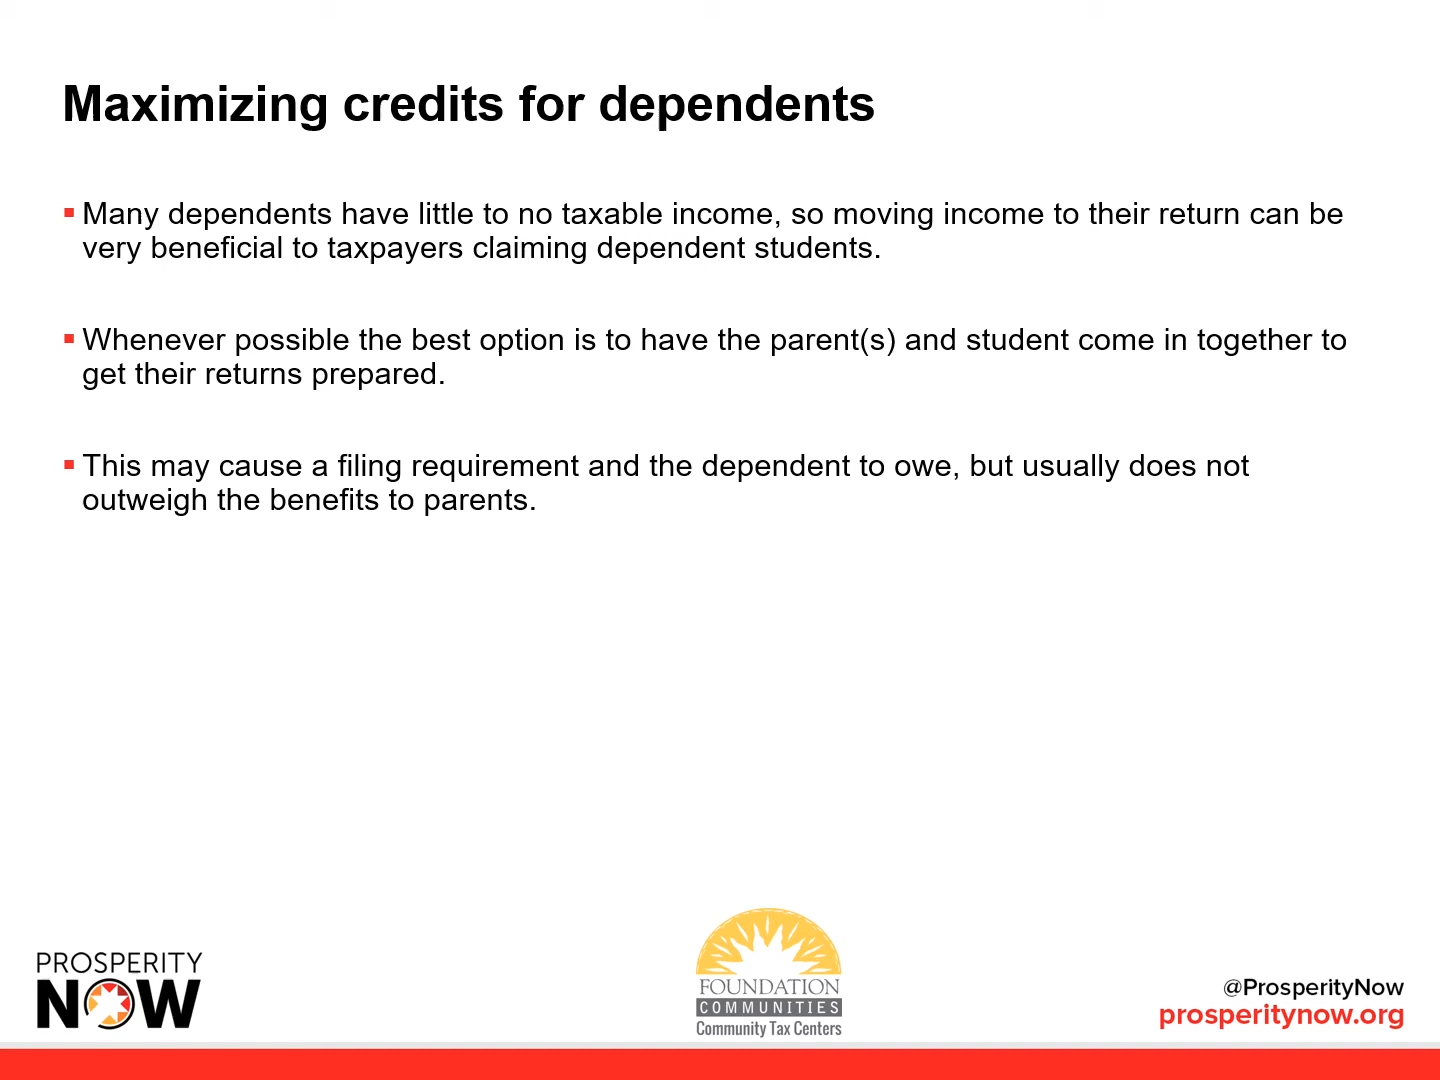 Maximizing credits for dependents
▪ Many dependents have little to no taxable income, so moving income to their return can be
very beneficial to taxpayers claiming dependent students.
▪ Whenever possible the best option is to have the parent(s) and student come in together to
get their returns prepared.
▪ This may cause a filing requirement and the dependent to owe, but usually does not
outweigh the benefits to parents.
PROSPERITY
NOW
FOUNDATION
COMMUNITIES
Community Tax Centers
@ProsperityNow
prosperitynow.org